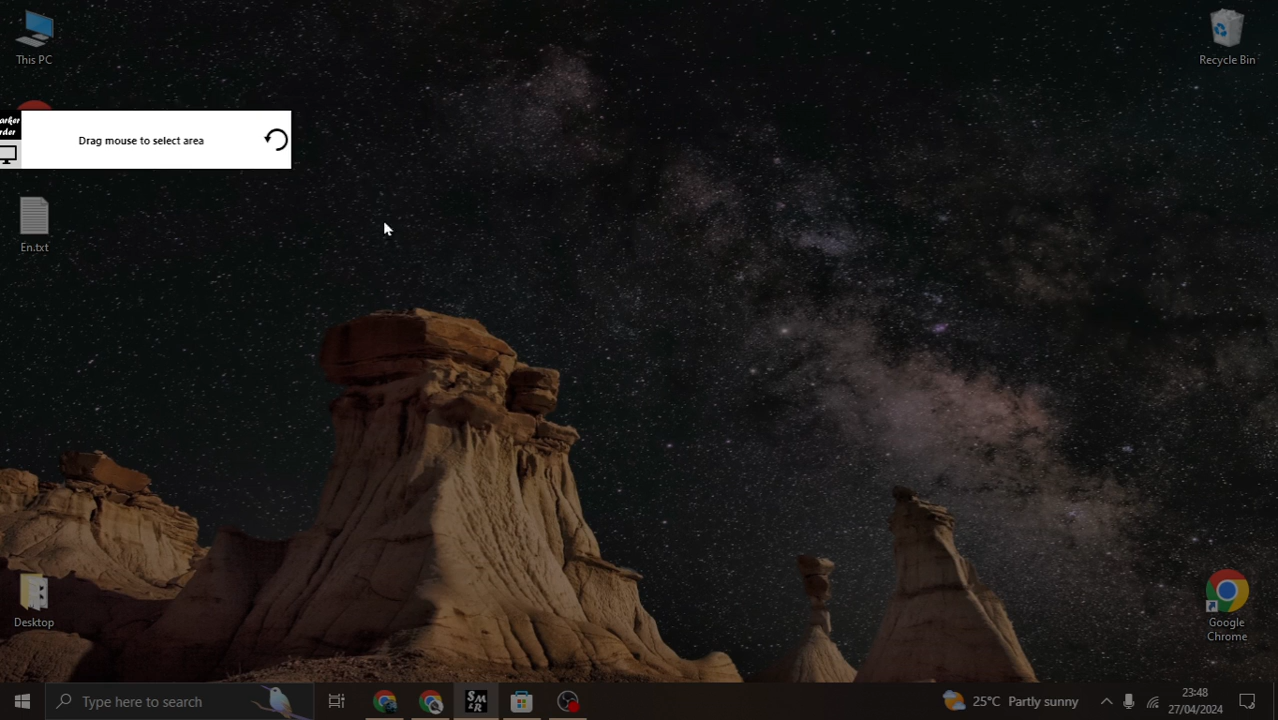 This PC
Recycle Bin
Drag mouse to select area
En.txt
Desktop
Google
Chrome
Type here to search
SM
&R
25°C Partly sunny
23:48
27/04/2024